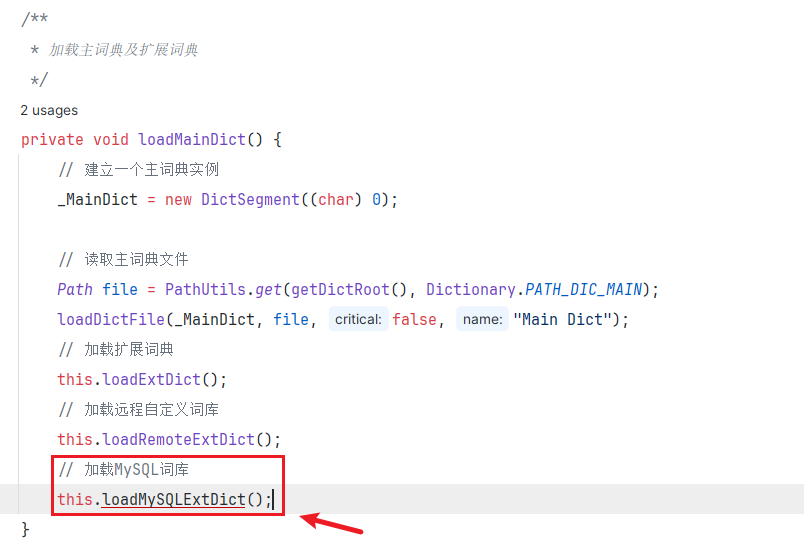 /**
* 加载主词典及扩展词典
*/
2 usages
private void loadMainDict() {
// 建立一个主词典实例
_MainDict = new DictSegment((char) 0);
// 读取主词典文件
Path file = PathUtils.get(getDictRoot(), Dictionary.PATH_DIC_MAIN);
loadDictFile(_MainDict, file, critical: false, name: "Main Dict");
// 加载扩展词典
this.loadExtDict();
// 加载远程自定义词库
this.loadRemoteExtDict();
// 加载MySQL词库
this.loadMySQLExtDict();
}